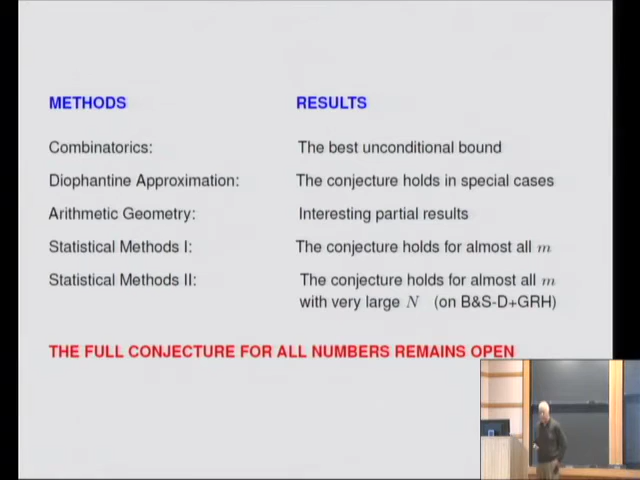 METHODS RESULTS
Combinatorics: The best unconditional bound
Diophantine Approximation: The conjecture holds in special cases
Arithmetic Geometry: Interesting partial results
Statistical Methods I: The conjecture holds for almost all m
Statistical Methods II: The conjecture holds for almost all m
with very large N (on B&S-D+GRH)
THE FULL CONJECTURE FOR ALL NUMBERS REMAINS OPEN